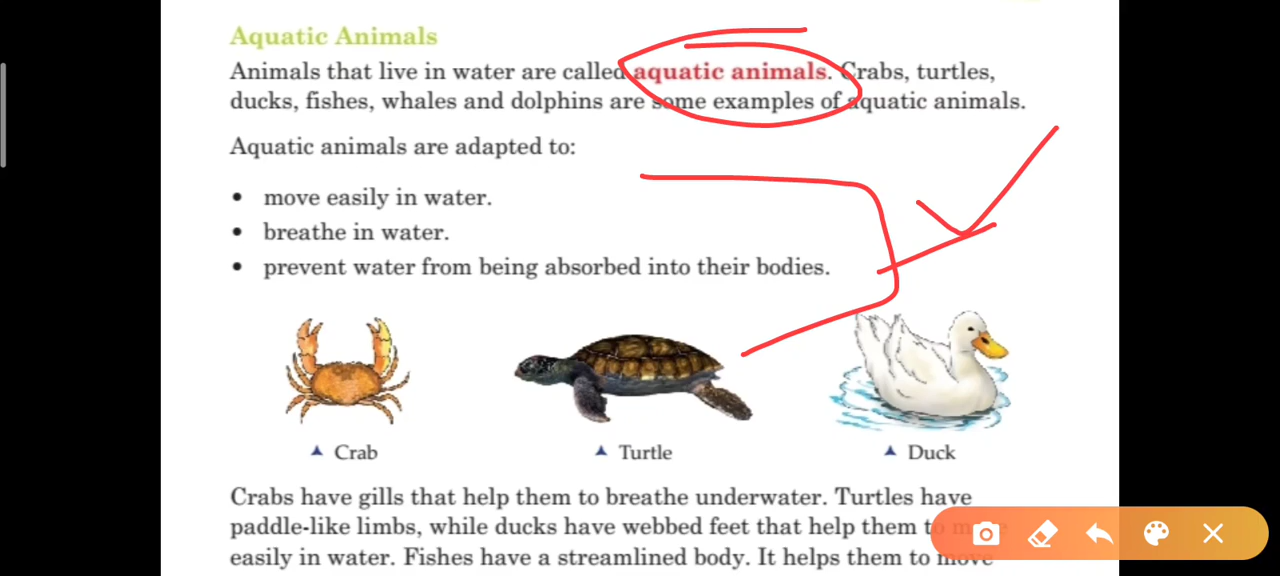 Aquatic Animals
Animals that live in water are called aquatic animals. Crabs, turtles,
ducks, fishes, whales and dolphins are some examples of aquatic animals.
Aquatic animals are adapted to:
• move easily in water.
• breathe in water.
• prevent water from being absorbed into their bodies.
Crab
Turtle
Duck
Crabs have gills that help them to breathe underwater. Turtles have
paddle-like limbs, while ducks have webbed feet that help them to move
easily in water. Fishes have a streamlined body. It helps them to move